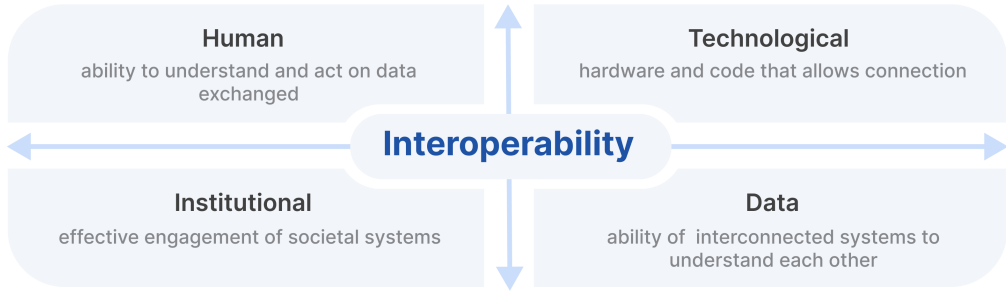 Human
ability to understand and act on data
exchanged
Technological
hardware and code that allows connection
Interoperability
Institutional
effective engagement of societal systems
Data
ability of  interconnected systems to
understand each other